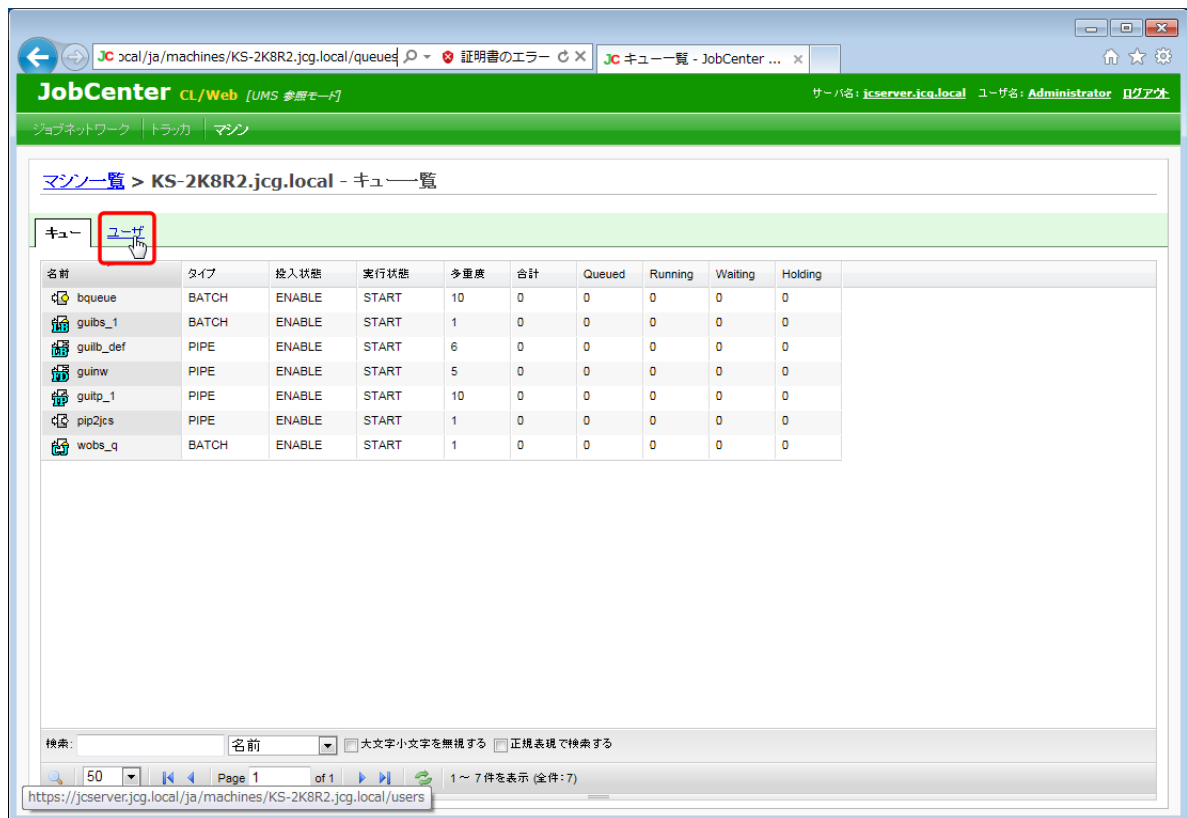 JC ocal/ja/machines/KS-2K8R2.jcg.local/queues 証明書のエラー JC キュー一覧 - JobCenter ...
JobCenter CL/Web [UMS 参照モード] サーバ名: jcserver.jcg.local ユーザ名: Administrator ログアウト
ジョブネットワーク トラッカ マシン
マシン一覧 > KS-2K8R2.jcg.local - キュー一覧
キュー ユーザ
名前 タイプ 投入状態 実行状態 多重度 合計 Queued Running Waiting Holding
bqueue BATCH ENABLE START 10 0 0 0 0 0
guibs_1 BATCH ENABLE START 1 0 0 0 0 0
guilb_def PIPE ENABLE START 6 0 0 0 0 0
guinw PIPE ENABLE START 5 0 0 0 0 0
guitp_1 PIPE ENABLE START 10 0 0 0 0 0
pip2jcs PIPE ENABLE START 1 0 0 0 0 0
wobs_q BATCH ENABLE START 1 0 0 0 0 0
検索: 名前 大文字小文字を無視する 正規表現で検索する
50 Page 1 of 1 1 ~ 7 件を表示 (全件: 7)
https://jcserver.jcg.local/ja/machines/KS-2K8R2.jcg.local/users